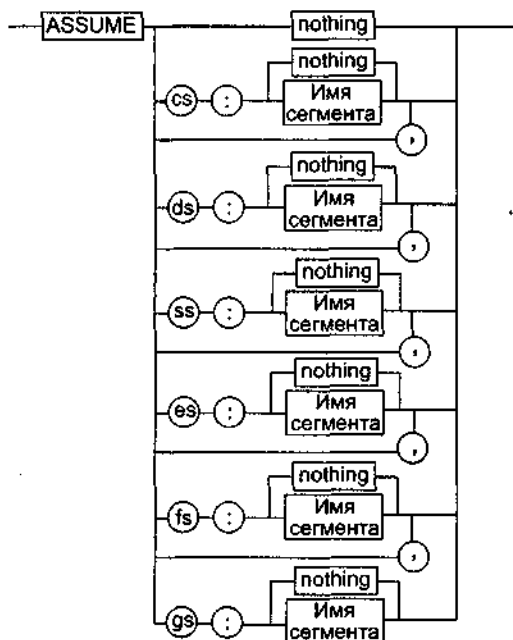 ASSUME nothing
nothing
cs : Имя
сегмента
,
nothing
ds : Имя
сегмента
,
nothing
ss : Имя
сегмента
,
nothing
es : Имя
сегмента
,
nothing
fs : Имя
сегмента
,
nothing
gs : Имя
сегмента